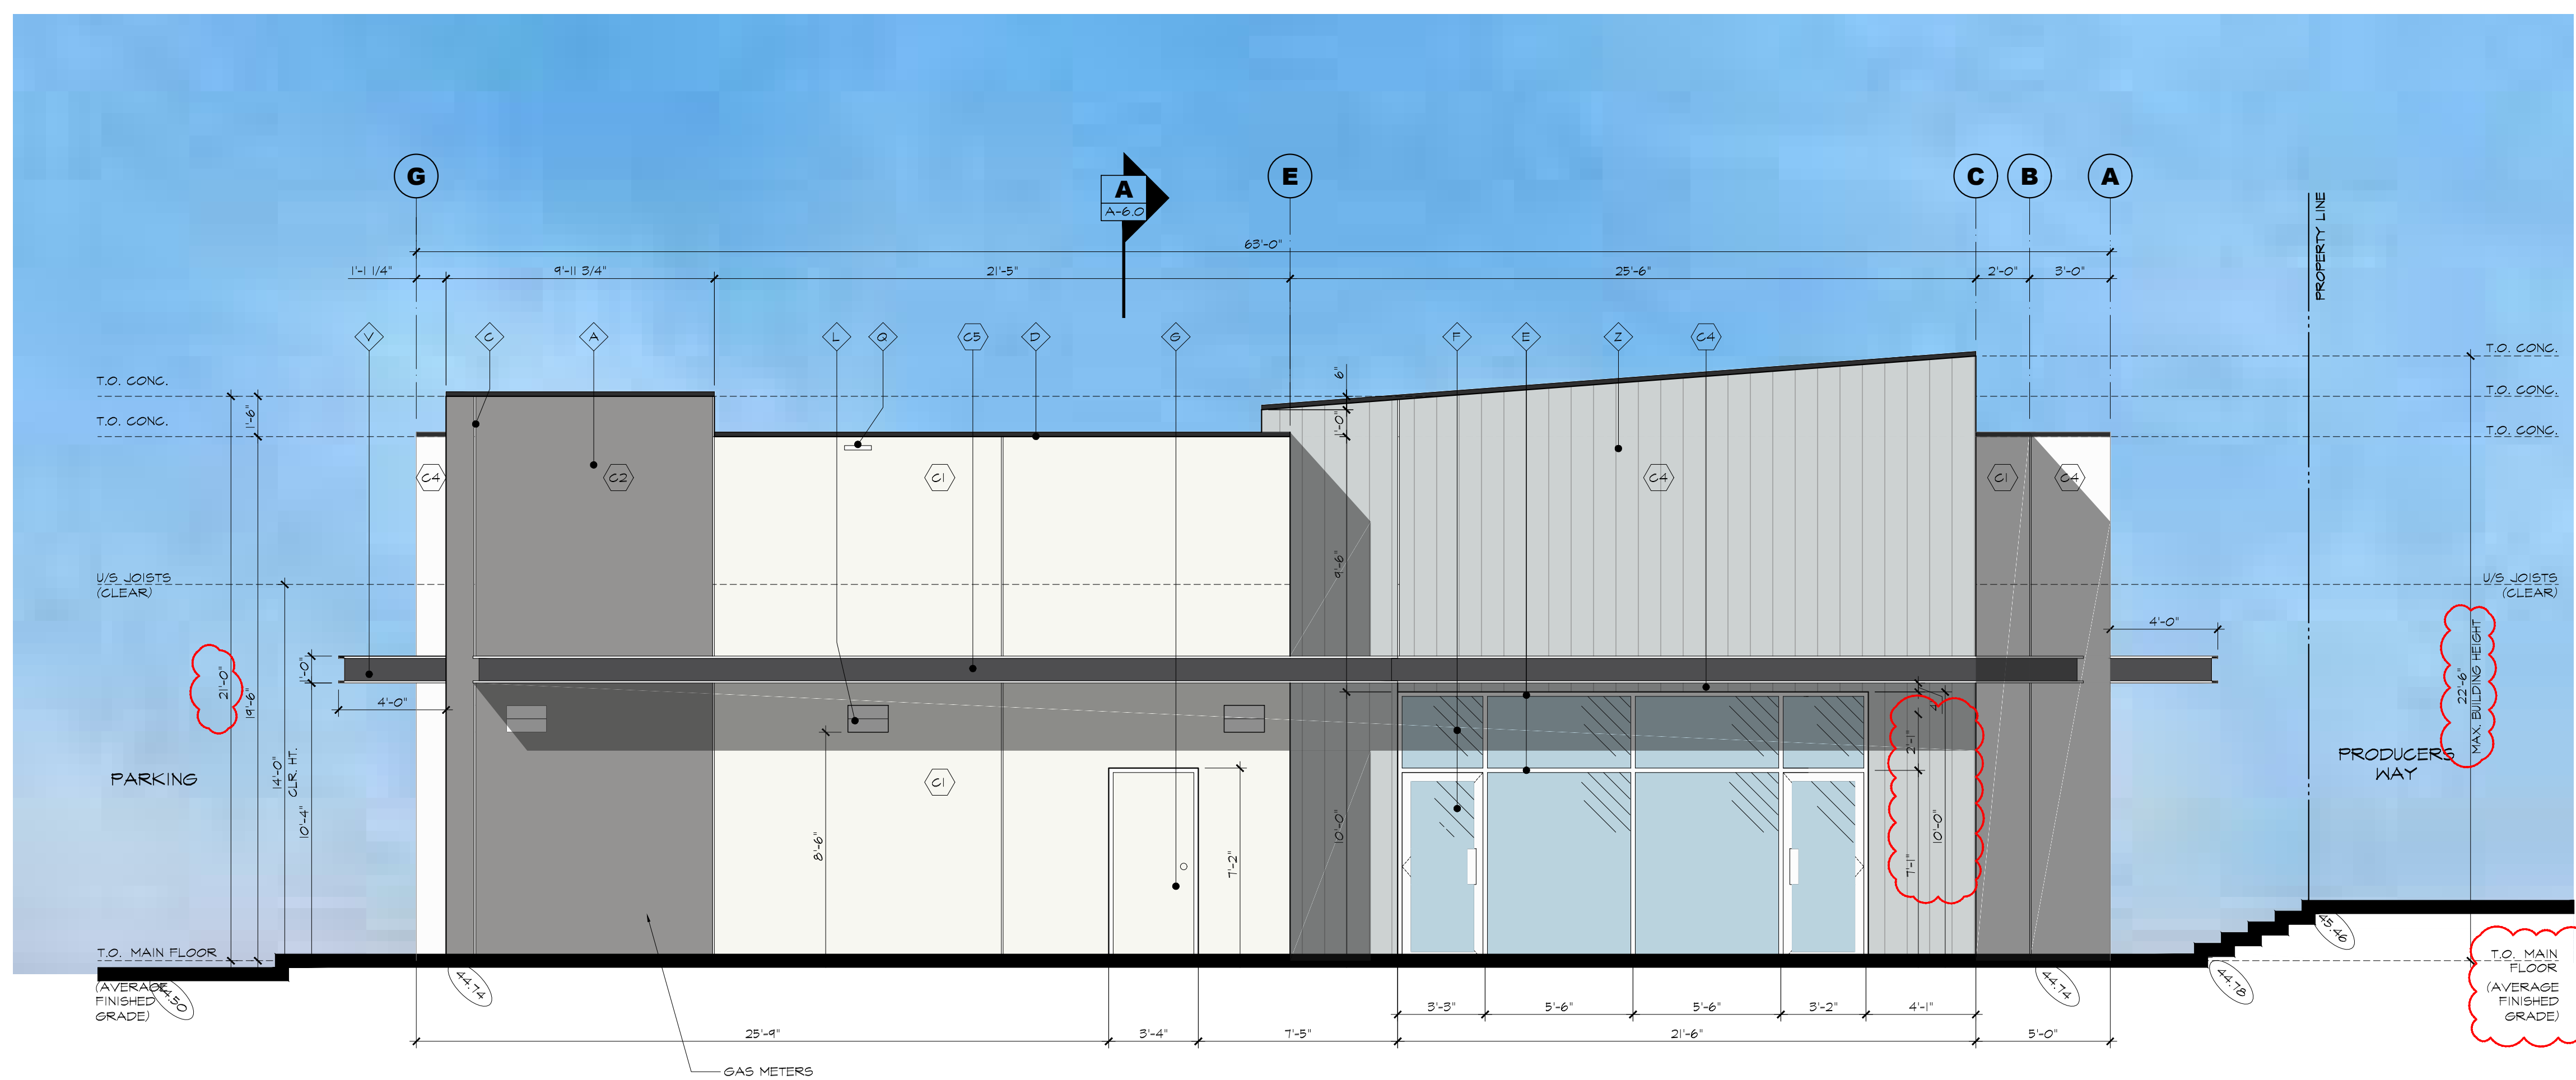 G
E
C
B
A
A
A-6.0
PROPERTY LINE
63'-0"
1'-1 1/4"
9'-11 3/4"
21'-5"
25'-6"
2'-0"
3'-0"
V
C
A
L
Q
C5
D
G
F
E
Z
C4
T.O. CONC.
T.O. CONC.
T.O. CONC.
T.O. CONC.
T.O. CONC.
1'-6"
6"
1'-0"
C4
C2
C1
C4
C1
C4
U/S JOISTS
(CLEAR)
U/S JOISTS
(CLEAR)
9'-6"
4'-0"
21'-0"
19'-6"
1'-0"
4'-0"
22'-6"
MAX. BUILDING HEIGHT
PARKING
14'-0"
CLR. HT.
10'-4"
C1
8'-6"
7'-2"
10'-0"
4"
2'-1"
7'-1"
10'-0"
PRODUCERS
WAY
T.O. MAIN FLOOR
(AVERAGE
FINISHED
GRADE)
44.74
44.74
44.78
45.46
T.O. MAIN
FLOOR
(AVERAGE
FINISHED
GRADE)
3'-3"
5'-6"
5'-6"
3'-2"
4'-1"
25'-9"
3'-4"
7'-5"
21'-6"
5'-0"
GAS METERS